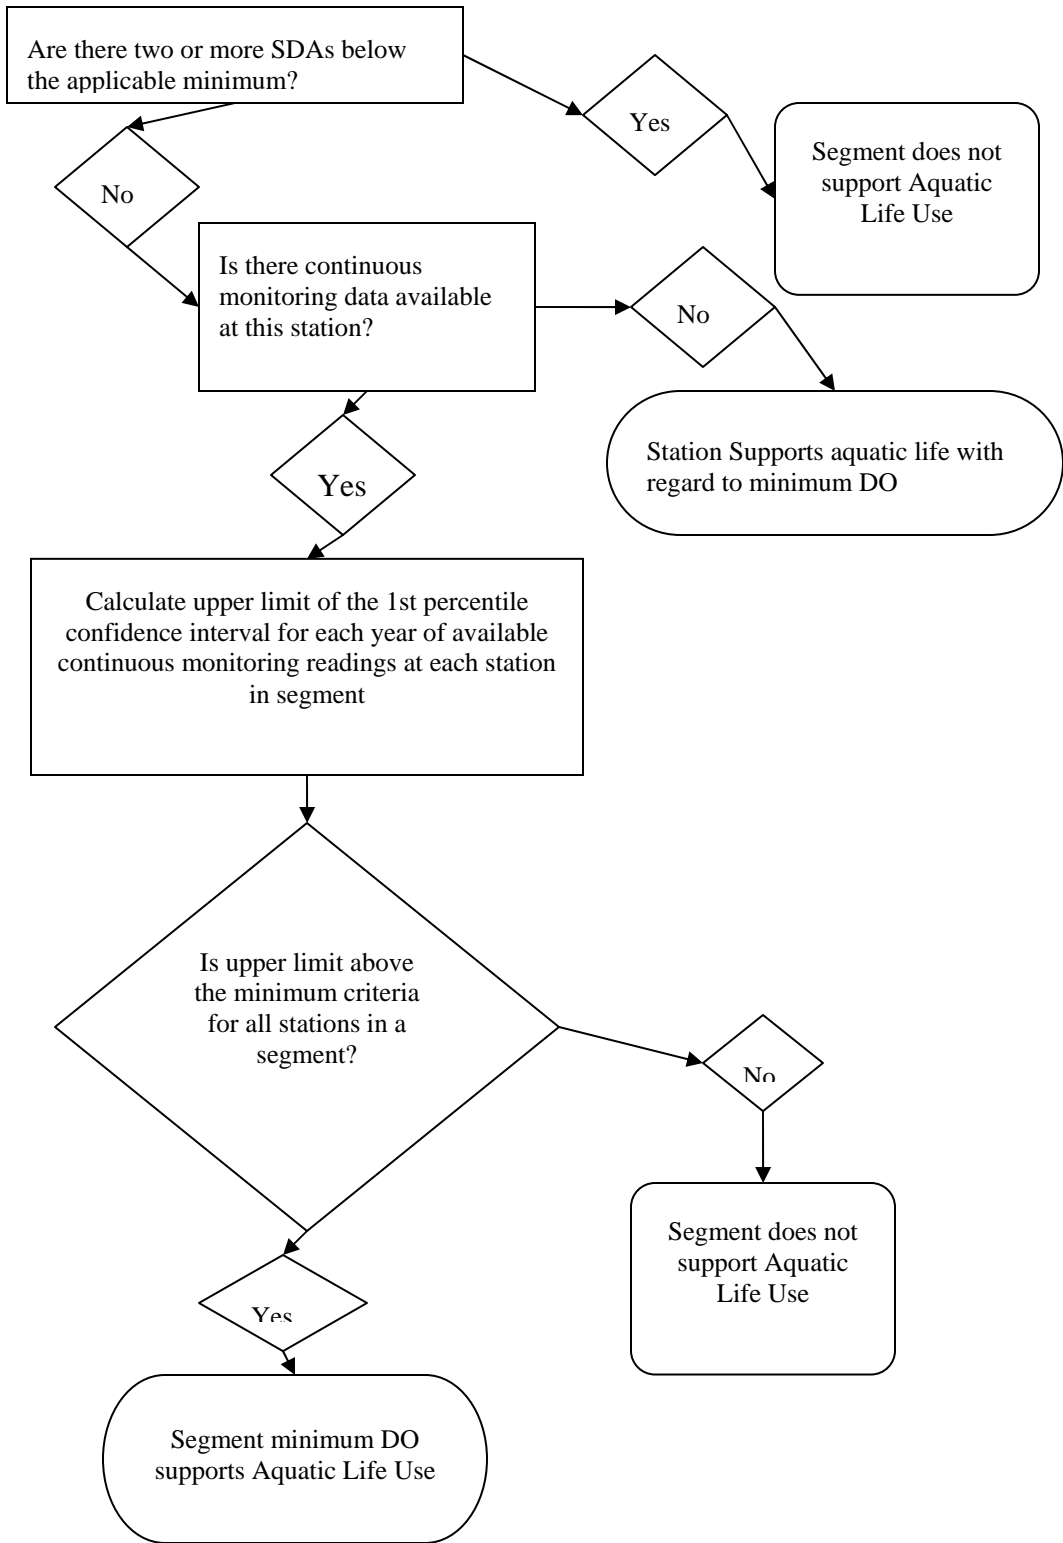 Are there two or more SDAs below
the applicable minimum?
Yes
Segment does not
support Aquatic
Life Use
No
Is there continuous
monitoring data available
at this station?
No
Station Supports aquatic life with
regard to minimum DO
Yes
Calculate upper limit of the 1st percentile
confidence interval for each year of available
continuous monitoring readings at each station
in segment
Is upper limit above
the minimum criteria
for all stations in a
segment?
No
Segment does not
support Aquatic
Life Use
Yes
Segment minimum DO
supports Aquatic Life Use